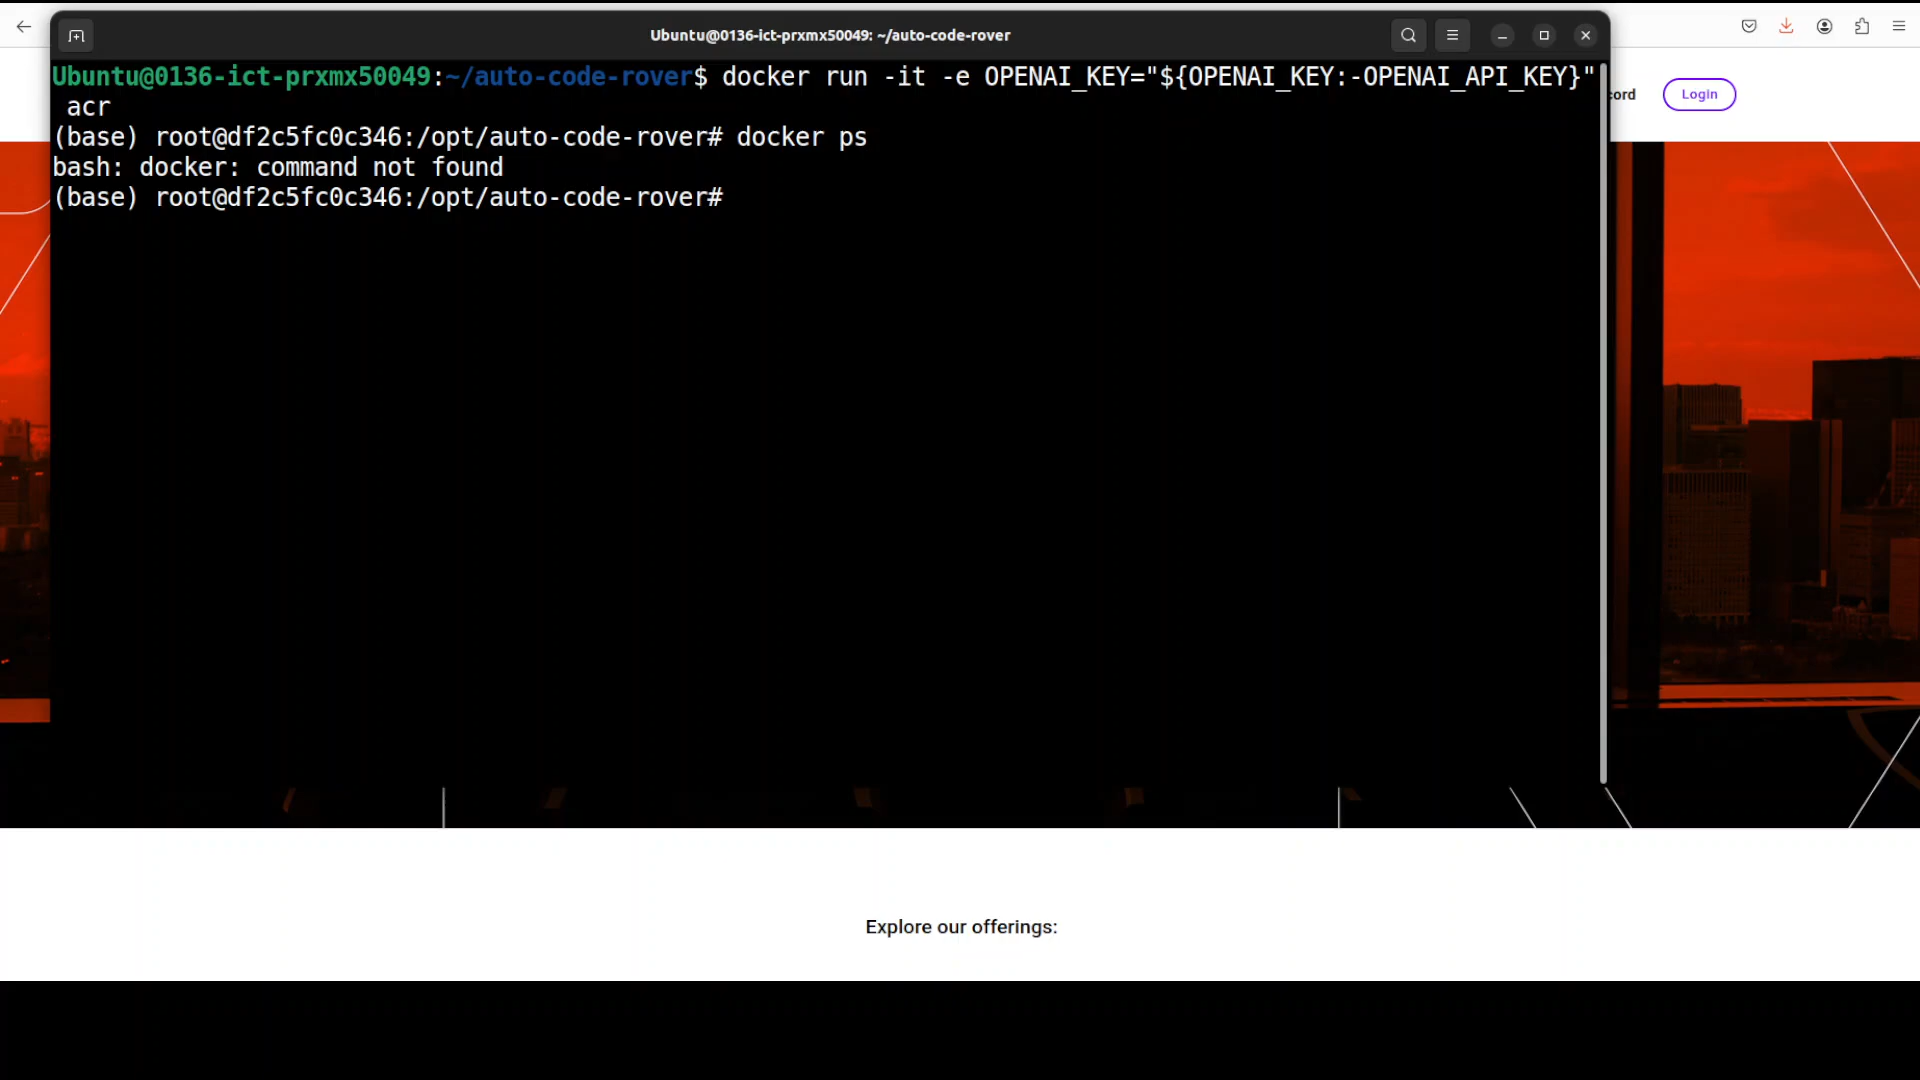 Ubuntu@0136-ict-prxmx50049: ~/auto-code-rover
Ubuntu@0136-ict-prxmx50049:~/auto-code-rover$ docker run -it -e OPENAI_KEY="${OPENAI_KEY:-OPENAI_API_KEY}"
acr
(base) root@df2c5fc0c346:/opt/auto-code-rover# docker ps
bash: docker: command not found
(base) root@df2c5fc0c346:/opt/auto-code-rover#
Login
Explore our offerings: